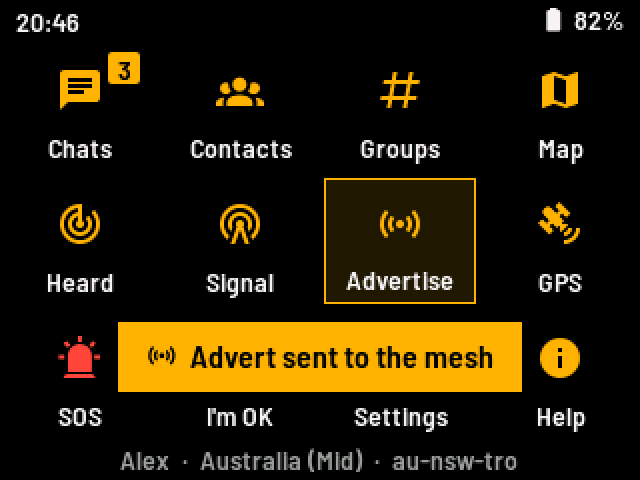 20:46 82%
3
Chats Contacts Groups Map
Heard Signal Advertise GPS
Advert sent to the mesh
SOS I'm OK Settings Help
Alex · Australia (Mid) · au-nsw-tro